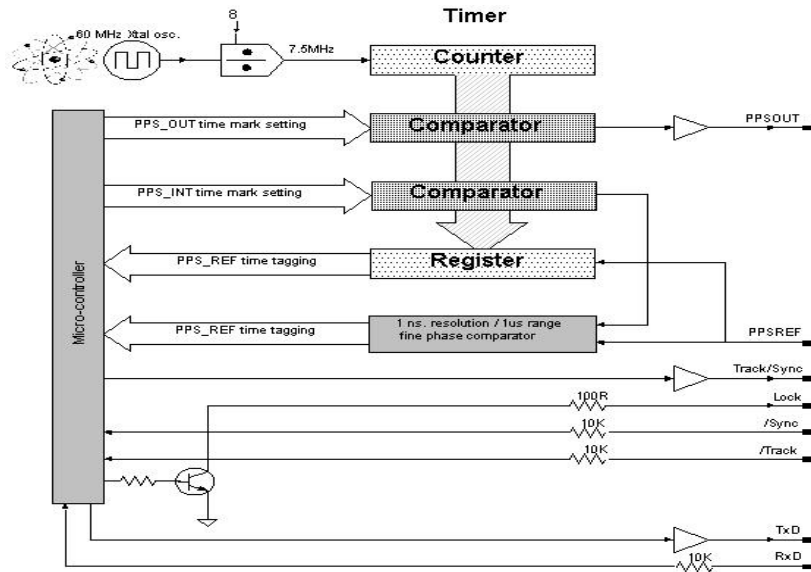 8
Timer
60 MHz Xtal osc.
7.5MHz
Counter
PPS_OUT time mark setting
Comparator
PPSOUT
PPS_INT time mark setting
Comparator
PPS_REF time tagging
Register
Micro-controller
PPS_REF time tagging
1 ns. resolution / 1us range
fine phase comparator
PPSREF
Track/Sync
100R
Lock
10K
/Sync
10K
/Track
TxD
10K
RxD